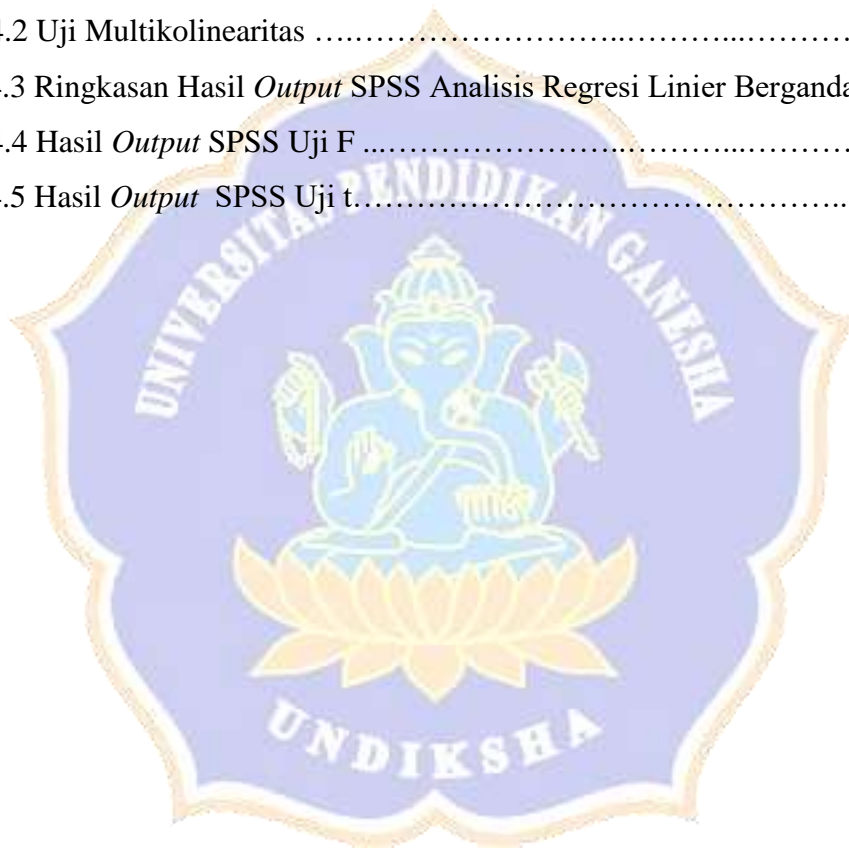 4.2 Uji Multikolinearitas ….……………………..………...…………
.3 Ringkasan Hasil Output SPSS Analisis Regresi Linier Berganda
.4 Hasil Output SPSS Uji F ...………………….………...…………
.5 Hasil Output SPSS Uji t………………………………………..
UNIVERSITAS PENDIDIKAN GANESHA
UNDIKSHA